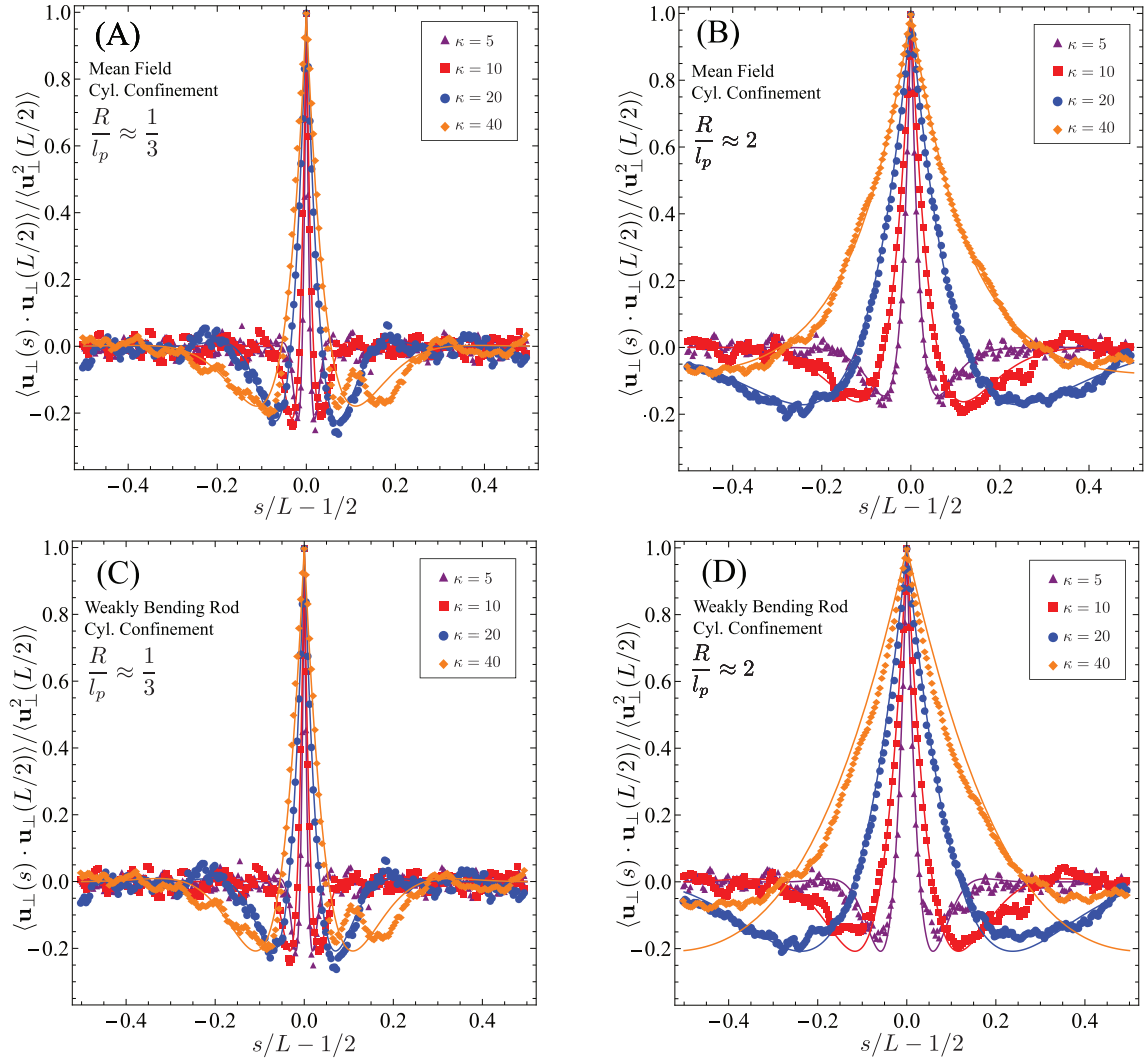 (A)
Mean Field
Cyl. Confinement
R/l_p ≈ 1/3
κ = 5
κ = 10
κ = 20
κ = 40
⟨u⊥(s) · u⊥(L/2)⟩/⟨u⊥²(L/2)⟩
1.0
0.8
0.6
0.4
0.2
0.0
-0.2
−0.4
−0.2
0.0
0.2
0.4
s/L − 1/2
(B)
Mean Field
Cyl. Confinement
R/l_p ≈ 2
κ = 5
κ = 10
κ = 20
κ = 40
⟨u⊥(s) · u⊥(L/2)⟩/⟨u⊥²(L/2)⟩
1.0
0.8
0.6
0.4
0.2
0.0
-0.2
−0.4
−0.2
0.0
0.2
0.4
s/L − 1/2
(C)
Weakly Bending Rod
Cyl. Confinement
R/l_p ≈ 1/3
κ = 5
κ = 10
κ = 20
κ = 40
⟨u⊥(s) · u⊥(L/2)⟩/⟨u⊥²(L/2)⟩
1.0
0.8
0.6
0.4
0.2
0.0
-0.2
−0.4
−0.2
0.0
0.2
0.4
s/L − 1/2
(D)
Weakly Bending Rod
Cyl. Confinement
R/l_p ≈ 2
κ = 5
κ = 10
κ = 20
κ = 40
⟨u⊥(s) · u⊥(L/2)⟩/⟨u⊥²(L/2)⟩
1.0
0.8
0.6
0.4
0.2
0.0
-0.2
−0.4
−0.2
0.0
0.2
0.4
s/L − 1/2